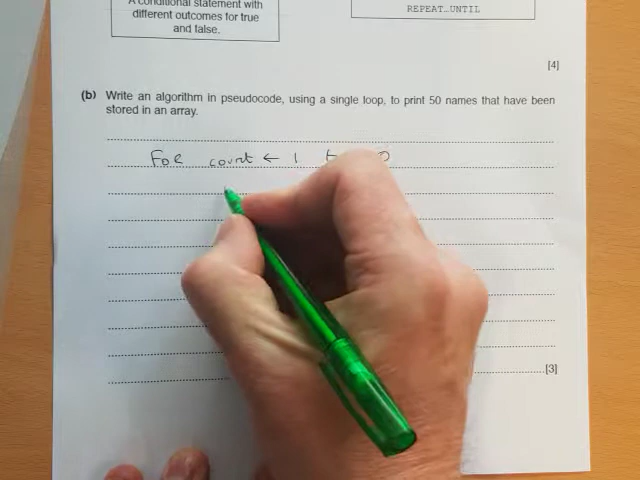 A conditional statement with
different outcomes for true
and false.
REPEAT…UNTIL
[4]
(b) Write an algorithm in pseudocode, using a single loop, to print 50 names that have been
stored in an array.
For count ← 1
[3]